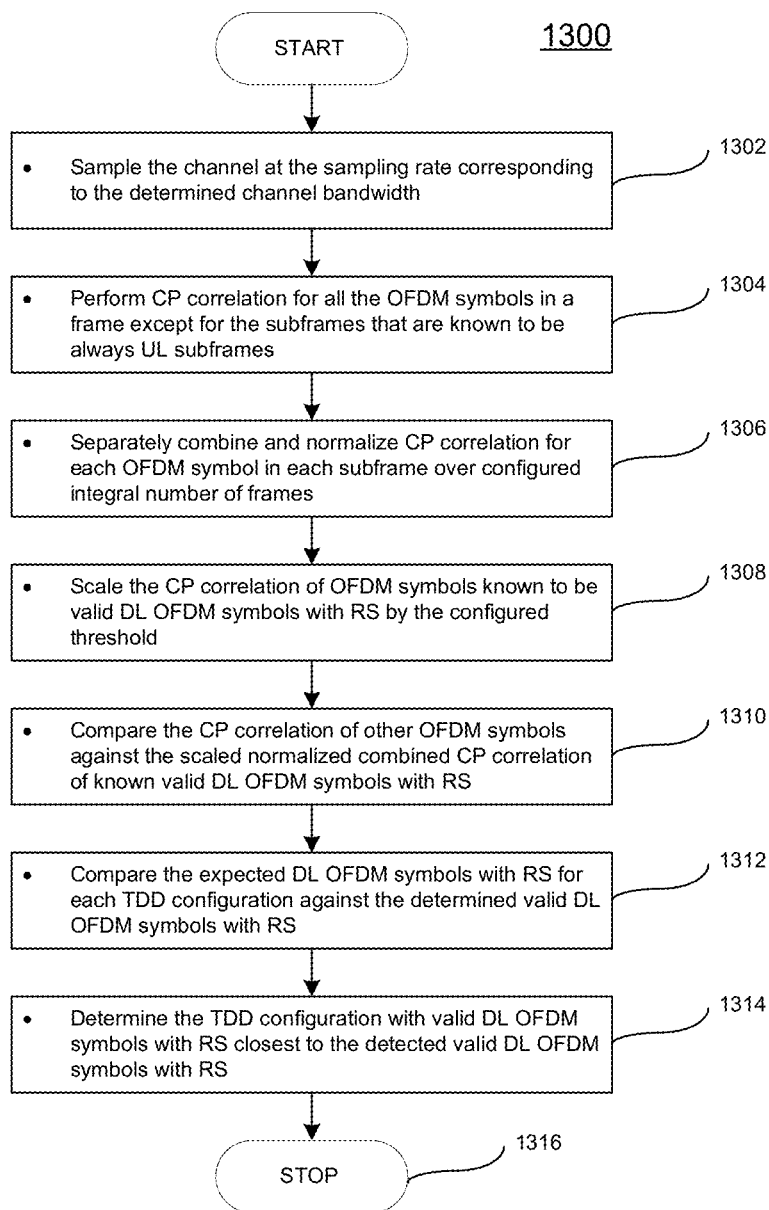 START
1300
• Sample the channel at the sampling rate corresponding
to the determined channel bandwidth
1302
• Perform CP correlation for all the OFDM symbols in a
frame except for the subframes that are known to be
always UL subframes
1304
• Separately combine and normalize CP correlation for
each OFDM symbol in each subframe over configured
integral number of frames
1306
• Scale the CP correlation of OFDM symbols known to be
valid DL OFDM symbols with RS by the configured
threshold
1308
• Compare the CP correlation of other OFDM symbols
against the scaled normalized combined CP correlation
of known valid DL OFDM symbols with RS
1310
• Compare the expected DL OFDM symbols with RS for
each TDD configuration against the determined valid DL
OFDM symbols with RS
1312
• Determine the TDD configuration with valid DL OFDM
symbols with RS closest to the detected valid DL OFDM
symbols with RS
1314
STOP
1316